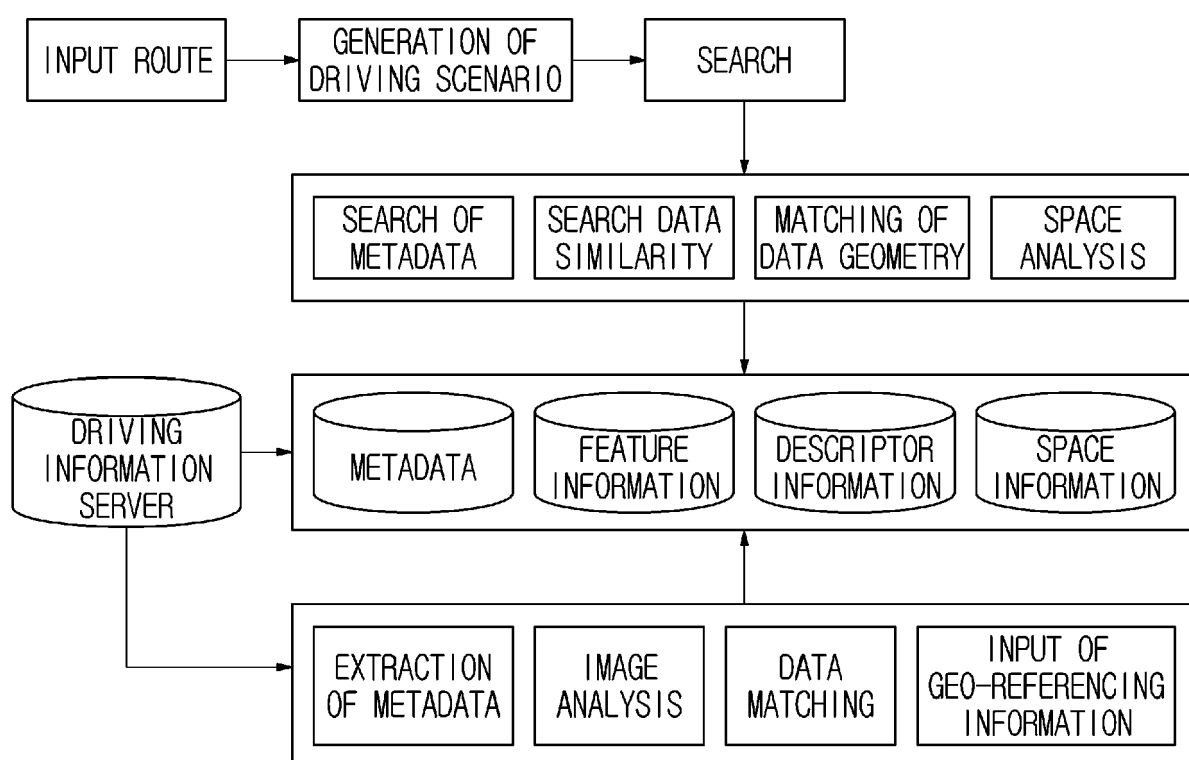 INPUT ROUTE
GENERATION OF
DRIVING SCENARIO
SEARCH
SEARCH OF
METADATA
SEARCH DATA
SIMILARITY
MATCHING OF
DATA GEOMETRY
SPACE
ANALYSIS
DRIVING
INFORMATION
SERVER
METADATA
FEATURE
INFORMATION
DESCRIPTOR
INFORMATION
SPACE
INFORMATION
EXTRACTION
OF METADATA
IMAGE
ANALYSIS
DATA
MATCHING
INPUT OF
GEO-REFERENCING
INFORMATION